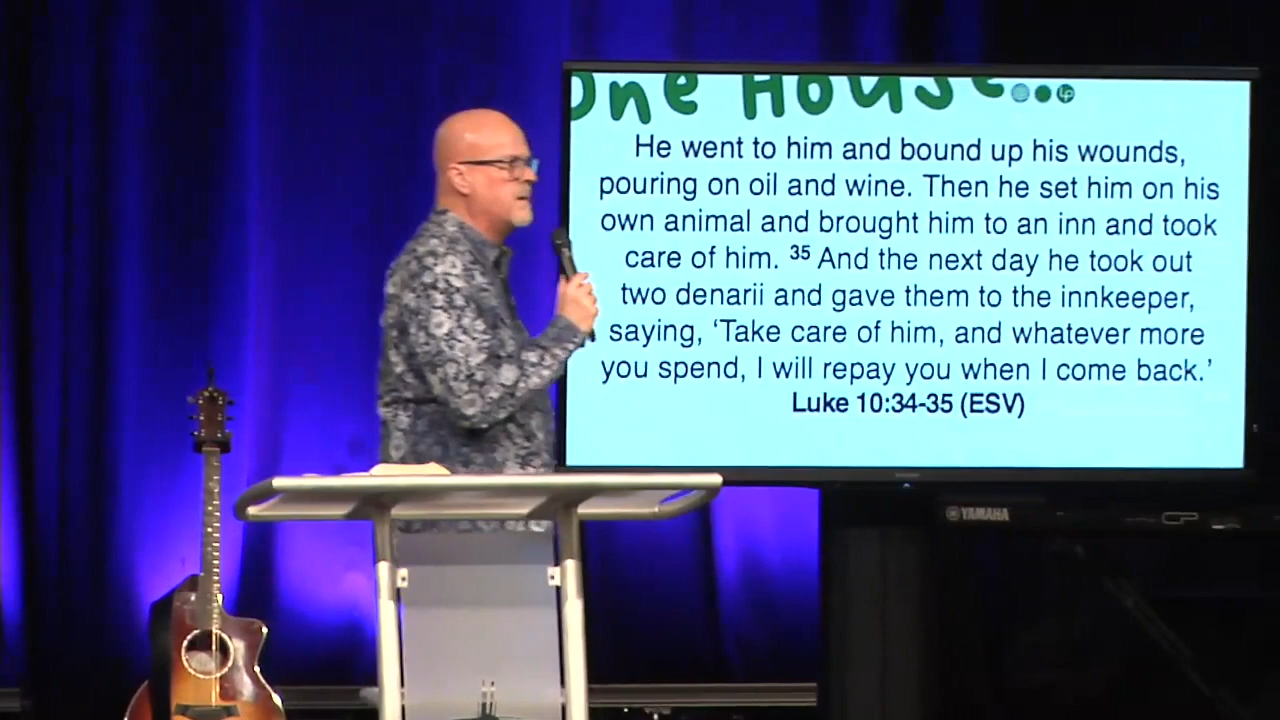 One House...
He went to him and bound up his wounds,
pouring on oil and wine. Then he set him on his
own animal and brought him to an inn and took
care of him. 35 And the next day he took out
two denarii and gave them to the innkeeper,
saying, ‘Take care of him, and whatever more
you spend, I will repay you when I come back.’
Luke 10:34-35 (ESV)
YAMAHA